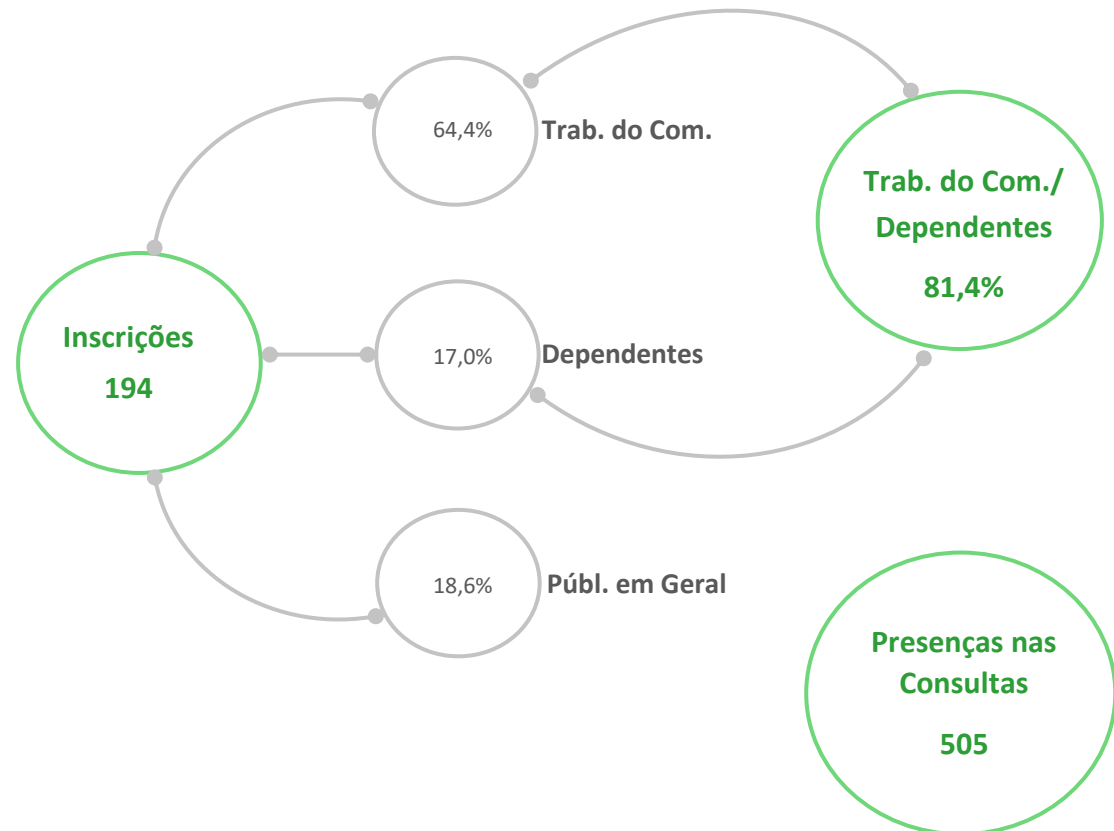 64,4%
Trab. do Com.
Trab. do Com./
Dependentes
81,4%
Inscrições
194
17,0%
Dependentes
18,6%
Públ. em Geral
Presenças nas
Consultas
505